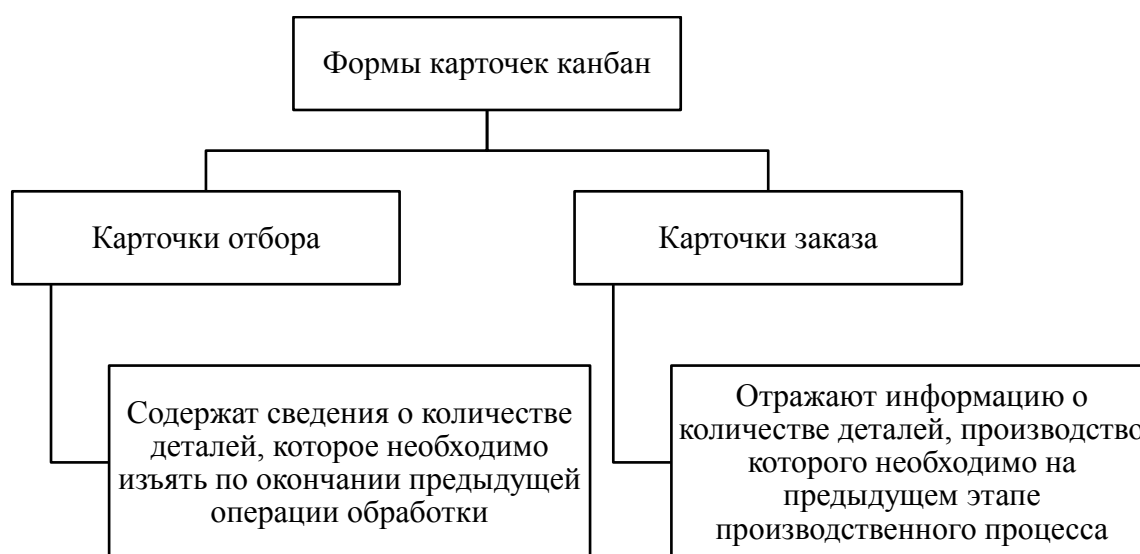 Формы карточек канбан
Карточки отбора
Карточки заказа
Содержат сведения о количестве
деталей, которое необходимо
изъять по окончании предыдущей
операции обработки
Отражают информацию о
количестве деталей, производство
которого необходимо на
предыдущем этапе
производственного процесса